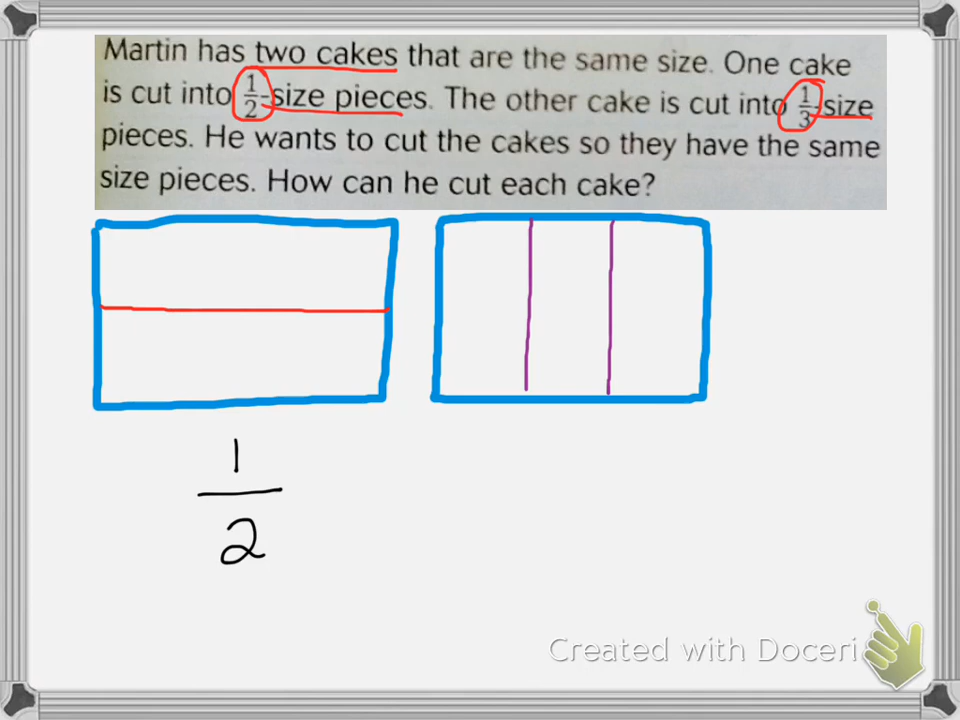 Martin has two cakes that are the same size. One cake
is cut into 1/2-size pieces. The other cake is cut into 1/3-size
pieces. He wants to cut the cakes so they have the same
size pieces. How can he cut each cake?
1
2
Created with Doceri